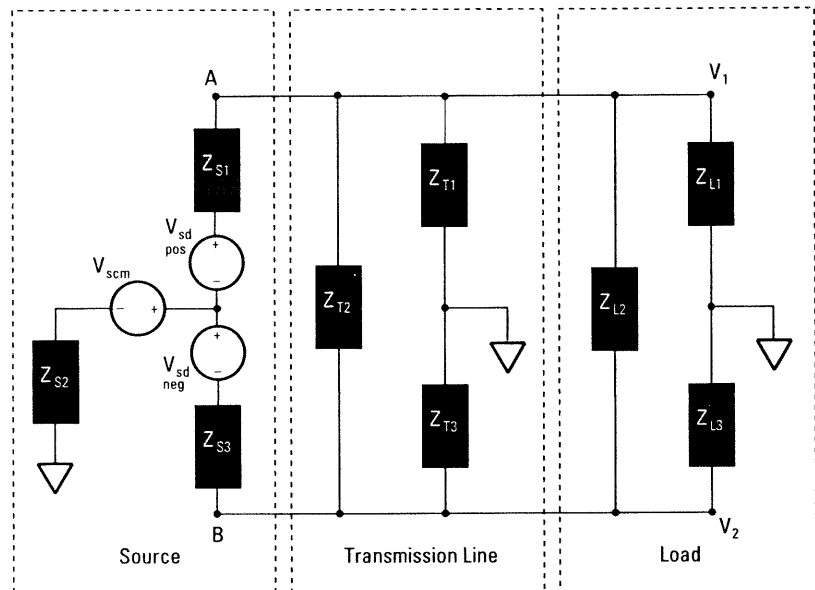 A
V1
ZS1
ZT1
ZL1
Vsd
pos
Vscm
+
−
− +
ZT2
ZL2
+
−
Vsd
neg
ZS2
ZS3
ZT3
ZL3
B
V2
Source
Transmission Line
Load